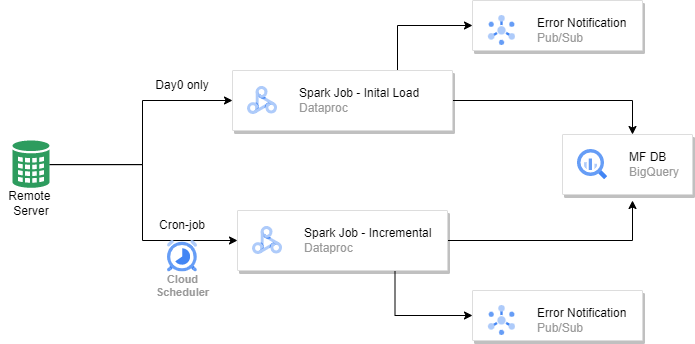 Error Notification
Pub/Sub
Day0 only
Spark Job - Inital Load
Dataproc
MF DB
BigQuery
Remote
Server
Cron-job
Spark Job - Incremental
Dataproc
Cloud
Scheduler
Error Notification
Pub/Sub